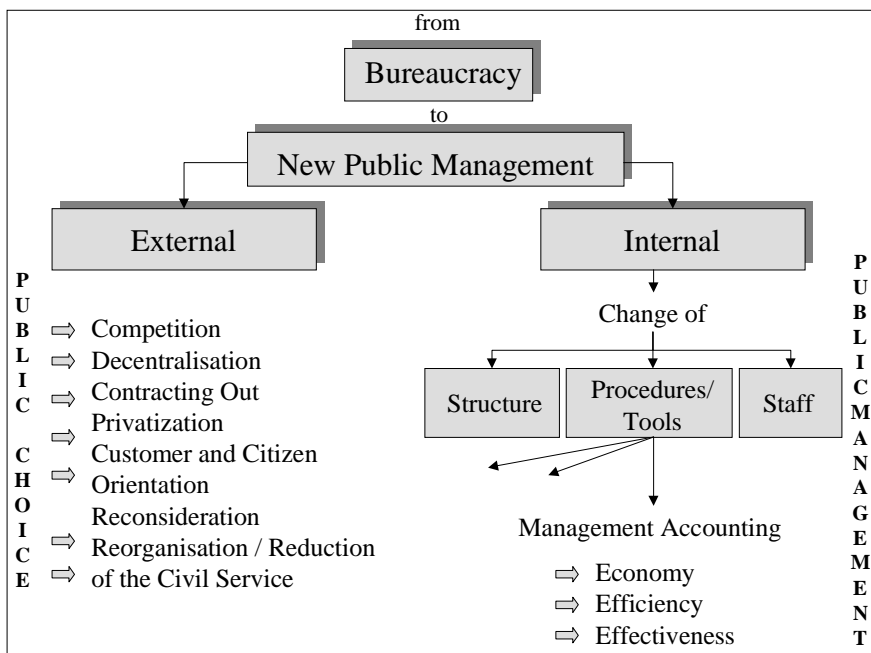 from
Bureaucracy
to
New Public Management
External
Internal
PUBLIC CHOICE
Competition
Decentralisation
Contracting Out
Privatization
Customer and Citizen
Orientation
Reconsideration
Reorganisation / Reduction
of the Civil Service
Change of
Structure
Procedures/
Tools
Staff
Management Accounting
Economy
Efficiency
Effectiveness
PUBLIC MANAGEMENT